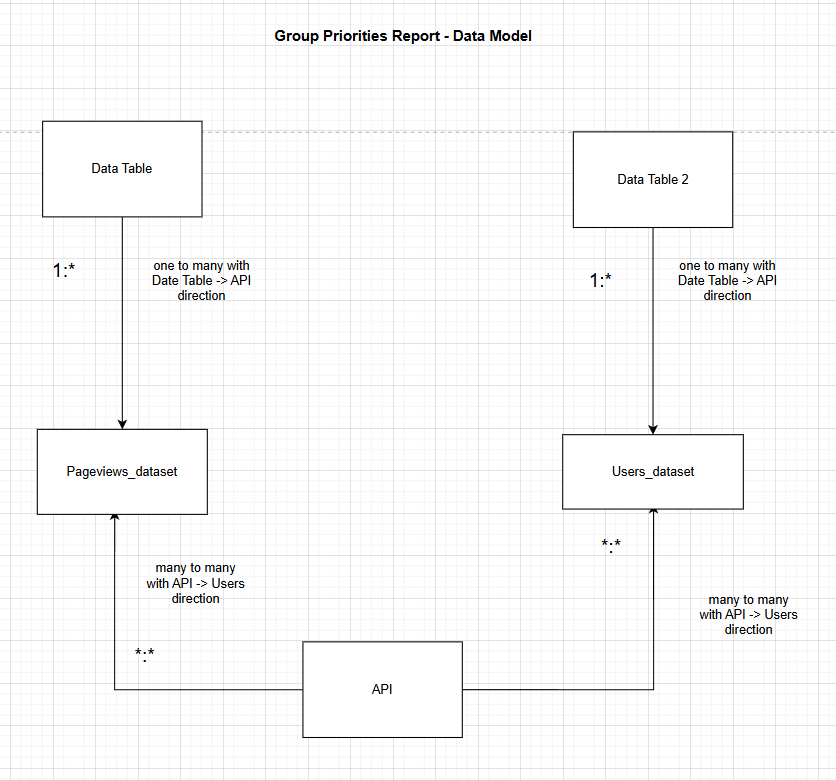 Group Priorities Report - Data Model
Data Table
Data Table 2
1:*
one to many with
Date Table -> API
direction
1:*
one to many with
Date Table -> API
direction
Pageviews_dataset
Users_dataset
*:*
many to many
with API -> Users
direction
many to many
with API -> Users
direction
*:*
API